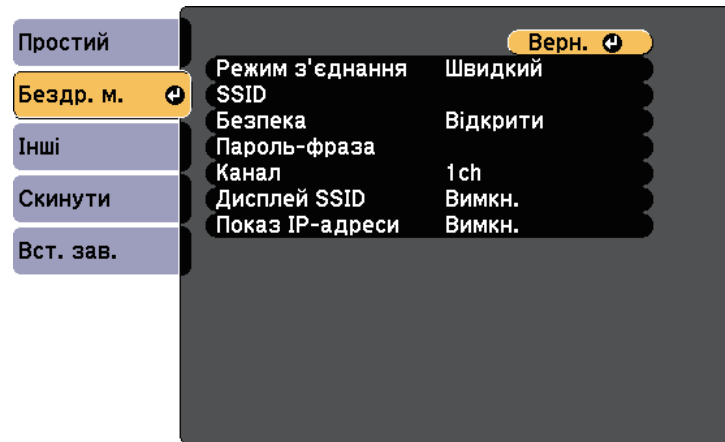 Простий
Бездр. м.
Інші
Скинути
Вст. зав.
Верн.
Режим з'єднання Швидкий
SSID
Безпека Відкрити
Пароль-фраза
Канал 1ch
Дисплей SSID Вимкн.
Показ IP-адреси Вимкн.